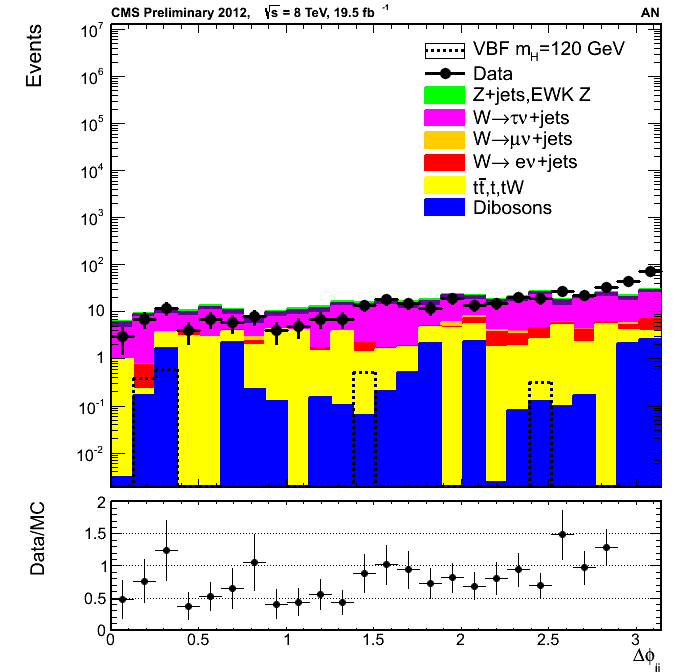 CMS Preliminary 2012, √s = 8 TeV, 19.5 fb⁻¹ AN
Events
10⁷
10⁶
10⁵
10⁴
10³
10²
10
1
10⁻¹
10⁻²
VBF m_H=120 GeV
Data
Z+jets,EWK Z
W→τν+jets
W→μν+jets
W→ eν+jets
tt̄,t,tW
Dibosons
Data/MC
2
1.5
1
0.5
0
0 0.5 1 1.5 2 2.5 3
Δϕ_jj